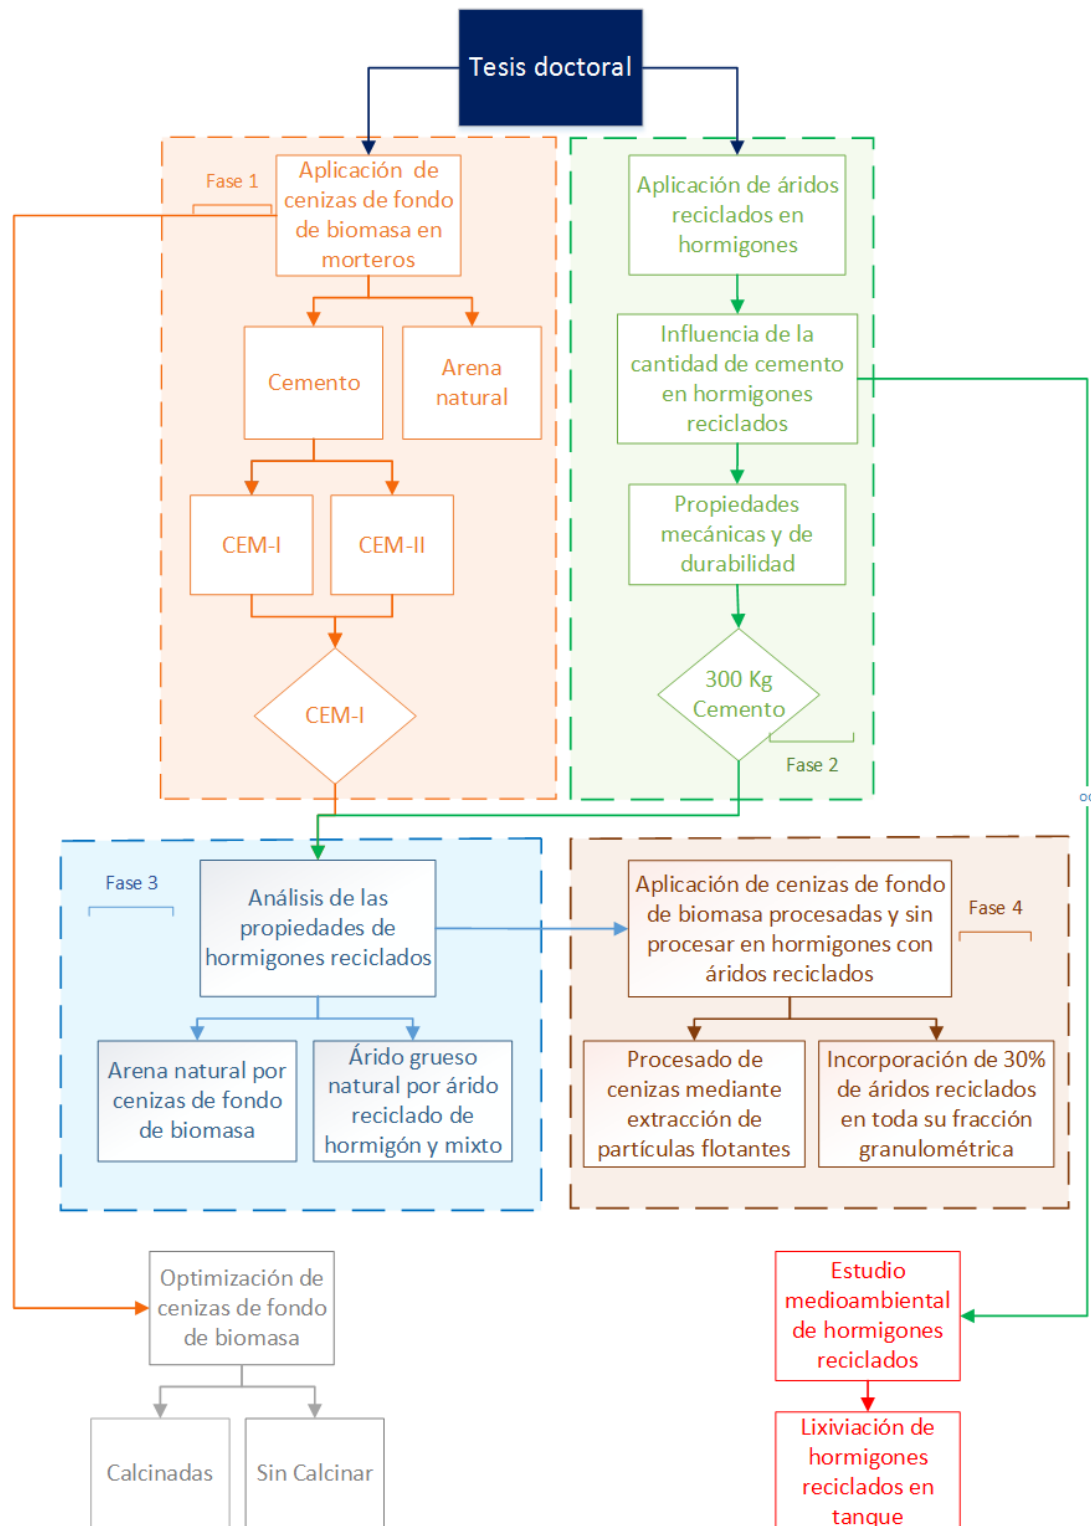 Tesis doctoral
Fase 1
Aplicación de
cenizas de fondo
de biomasa en
morteros
Cemento
Arena
natural
CEM-I
CEM-II
CEM-I
Aplicación de áridos
reciclados en
hormigones
Influencia de la
cantidad de cemento
en hormigones
reciclados
Propiedades
mecánicas y de
durabilidad
300 Kg
Cemento
Fase 2
Fase 3
Análisis de las
propiedades de
hormigones reciclados
Arena natural por
cenizas de fondo
de biomasa
Árido grueso
natural por árido
reciclado de
hormigón y mixto
Aplicación de cenizas de fondo
de biomasa procesadas y sin
procesar en hormigones con
áridos reciclados
Fase 4
Procesado de
cenizas mediante
extracción de
partículas flotantes
Incorporación de 30%
de áridos reciclados
en toda su fracción
granulométrica
Optimización de
cenizas de fondo
de biomasa
Calcinadas
Sin Calcinar
Estudio
medioambiental
de hormigones
reciclados
Lixiviación de
hormigones
reciclados en
tanque